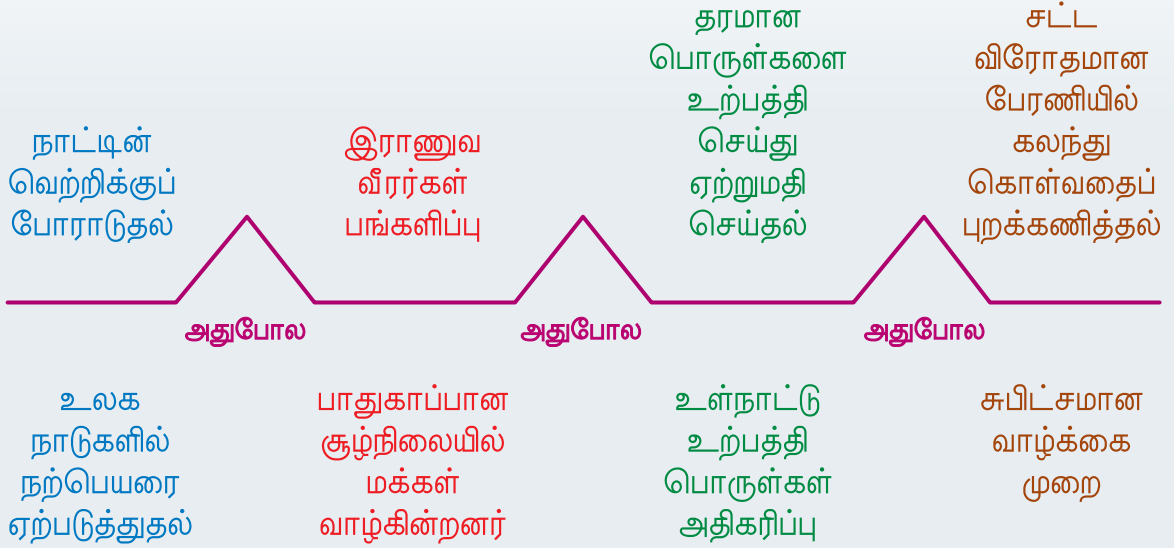 நாட்டின்
வெற்றிக்குப்
போராடுதல்
இராணுவ
வீரர்கள்
பங்களிப்பு
தரமான
பொருள்களை
உற்பத்தி
செய்து
ஏற்றுமதி
செய்தல்
சட்ட
விரோதமான
பேரணியில்
கலந்து
கொள்வதைப்
புறக்கணித்தல்
அதுபோல
அதுபோல
அதுபோல
உலக
நாடுகளில்
நற்பெயரை
ஏற்படுத்துதல்
பாதுகாப்பான
சூழ்நிலையில்
மக்கள்
வாழ்கின்றனர்
உள்நாட்டு
உற்பத்தி
பொருள்கள்
அதிகரிப்பு
சுபிட்சமான
வாழ்க்கை
முறை